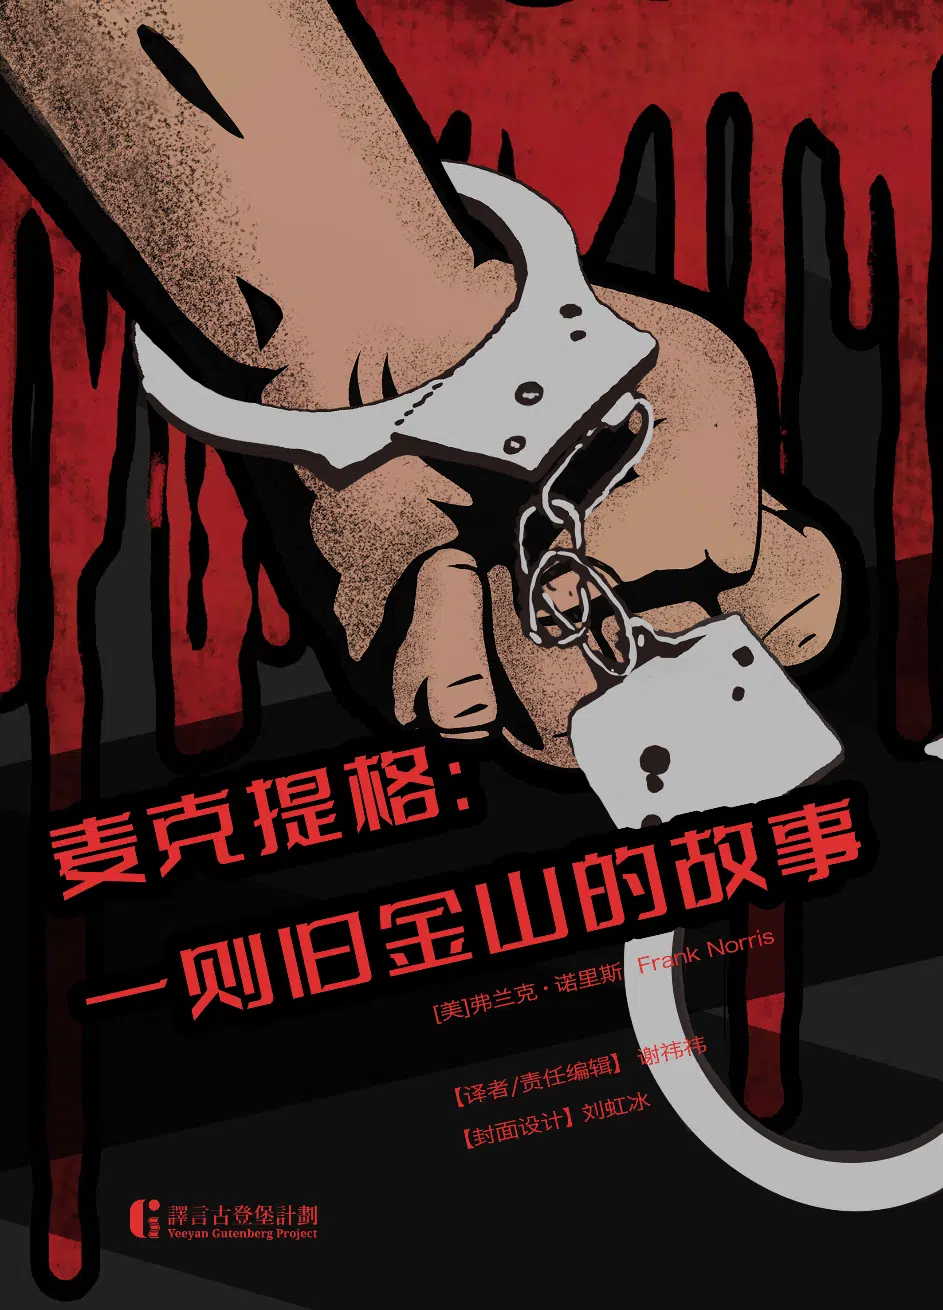 麦克提格：
一则旧金山的故事
[美]弗兰克·诺里斯 Frank Norris
【译者/责任编辑】 谢祎祎
【封面设计】刘虹冰
譯言古登堡計劃
Yeeyan Gutenberg Project